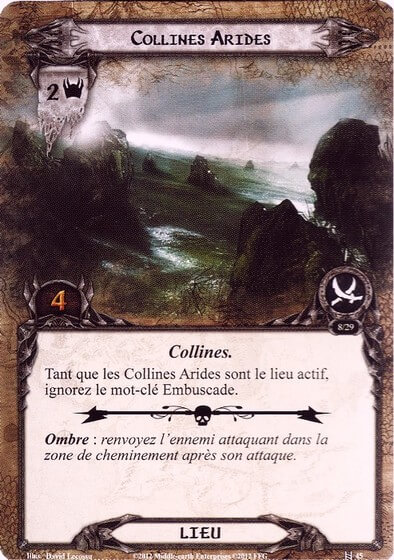 Collines Arides
2
4
8/29
Collines.
Tant que les Collines Arides sont le lieu actif,
ignorez le mot-clé Embuscade.
Ombre : renvoyez l'ennemi attaquant dans la
zone de cheminement après son attaque.
LIEU
Illus. David Lecossu ©2012 Middle-earth Enterprises ©2012 FFG 45